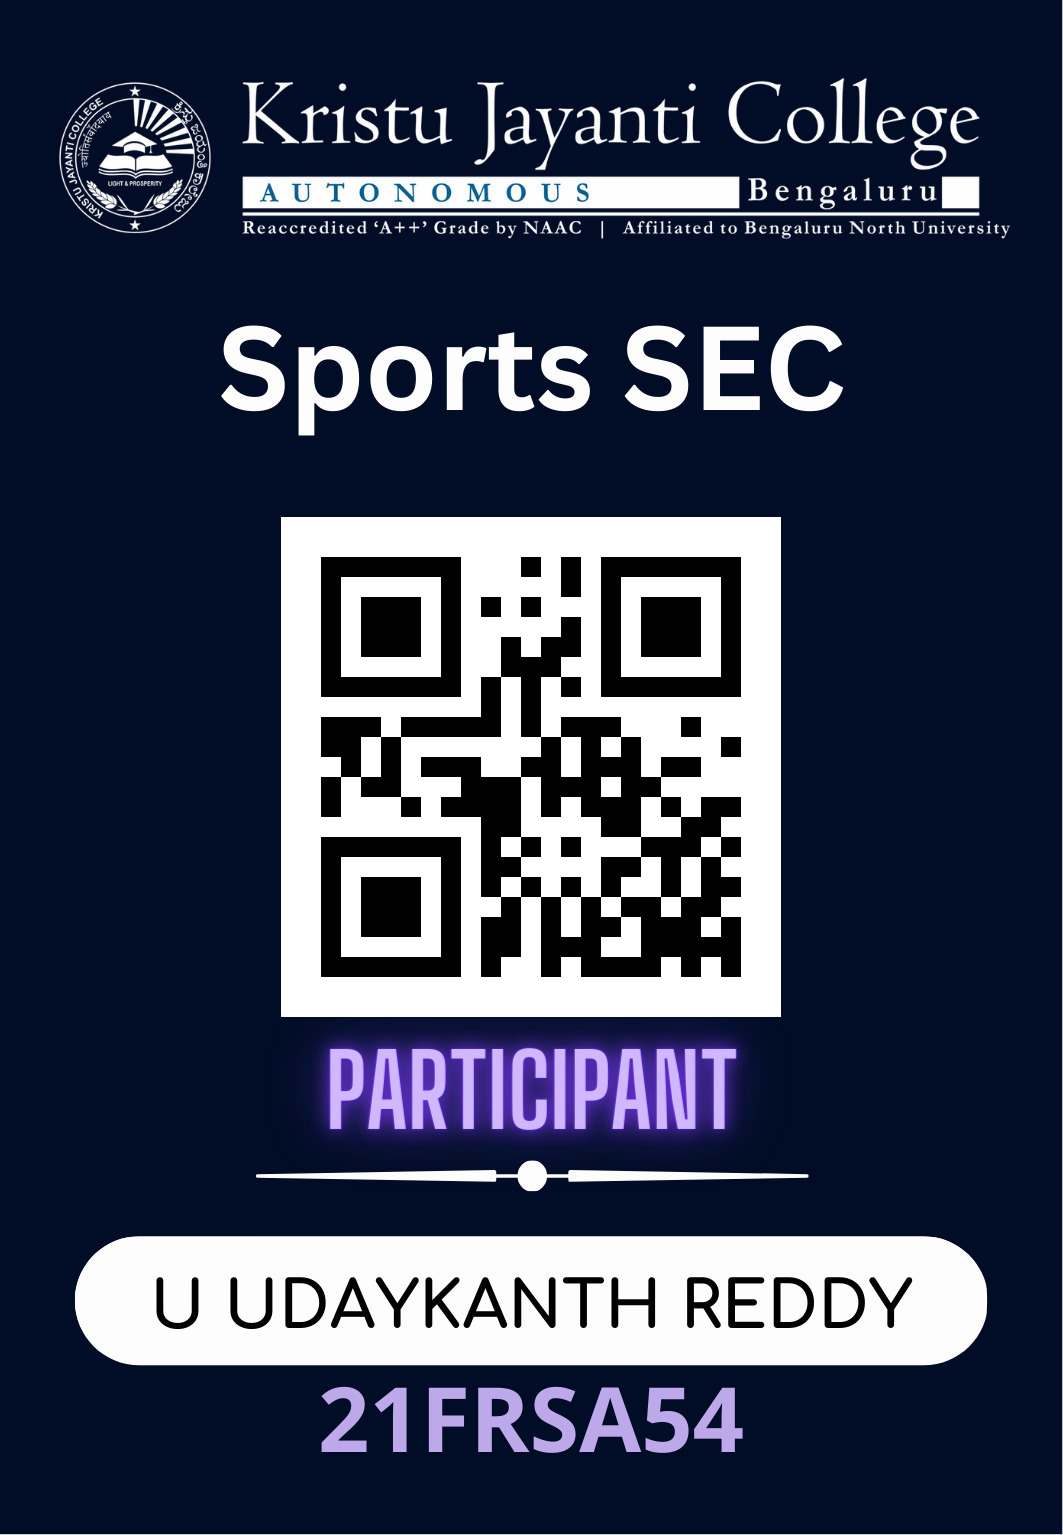 KRISTU JAYANTI COLLEGE
ಕ್ರಿಸ್ತು ಜಯಂತಿ ಕಾಲೇಜು
LIGHT & PROSPERITY
Kristu Jayanti College
AUTONOMOUS Bengaluru
Reaccredited ‘A++’ Grade by NAAC | Affiliated to Bengaluru North University
Sports SEC
PARTICIPANT
U UDAYKANTH REDDY
21FRSA54